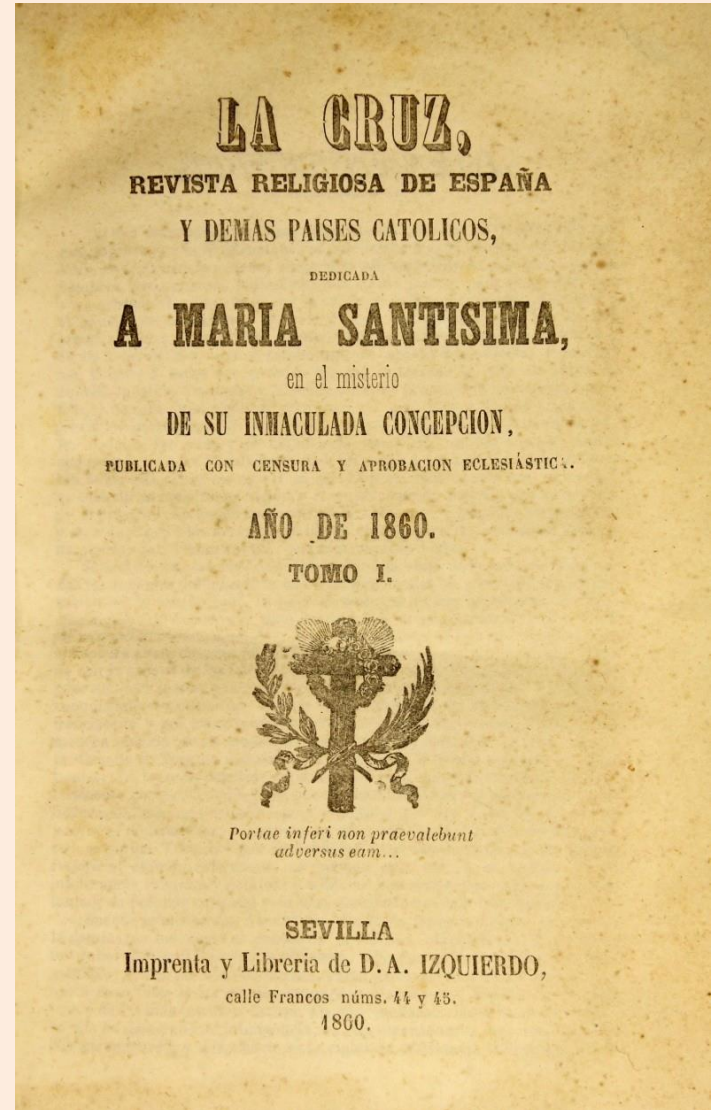 LA CRUZ,
REVISTA RELIGIOSA DE ESPAÑA
Y DEMAS PAISES CATOLICOS,
DEDICADA
A MARIA SANTISIMA,
en el misterio
DE SU INMACULADA CONCEPCION,
PUBLICADA CON CENSURA Y APROBACION ECLESIÁSTICA.
AÑO DE 1860.
TOMO I.
Portae inferi non praevalebunt
adversus eam...
SEVILLA
Imprenta y Libreria de D. A. IZQUIERDO,
calle Francos núms. 44 y 45.
1860.